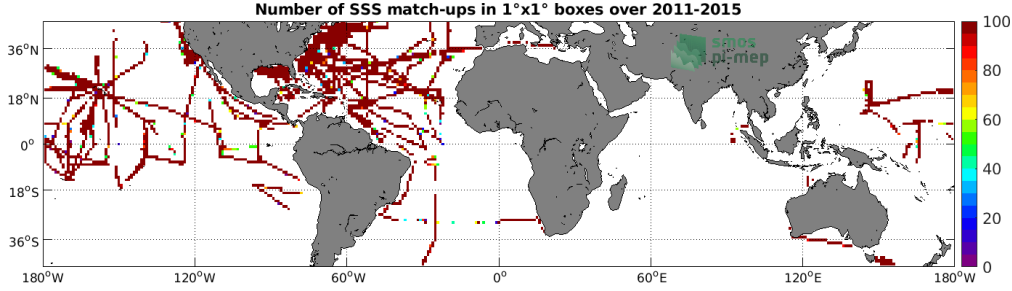 Number of SSS match-ups in 1°x1° boxes over 2011-2015
smos
pi-mep
36°N
18°N
0°
18°S
36°S
180°W
120°W
60°W
0°
60°E
120°E
180°W
100
80
60
40
20
0